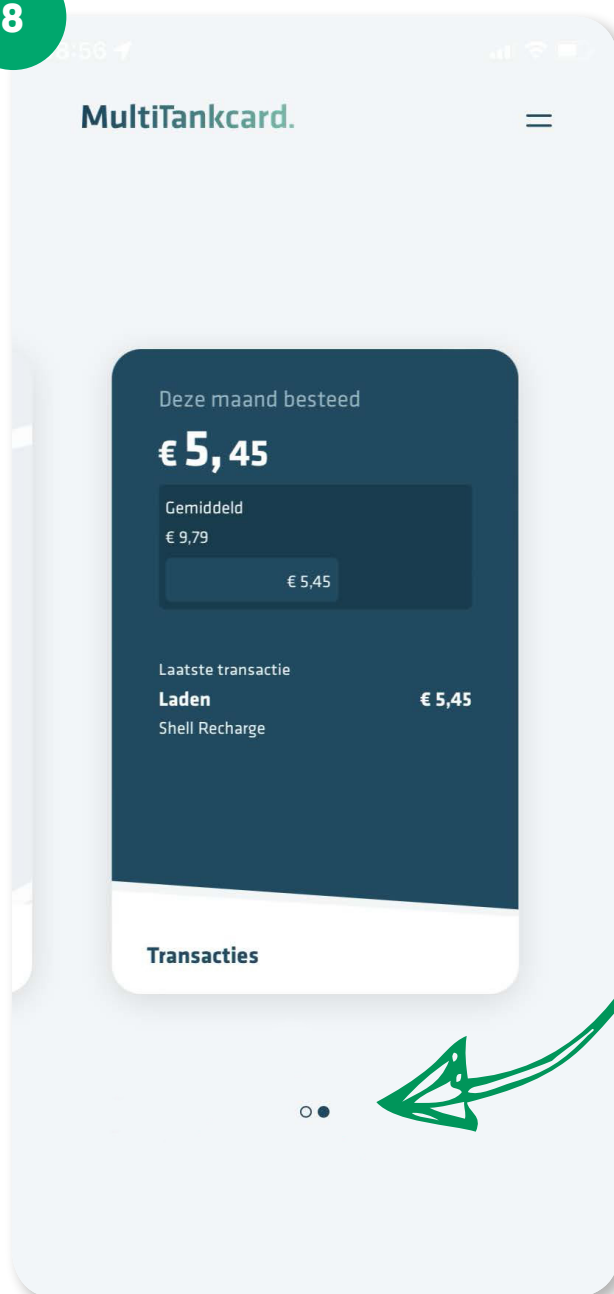 8
:56
MultiTankcard.
Deze maand besteed
€ 5, 45
Gemiddeld
€ 9,79
€ 5,45
Laatste transactie
Laden € 5,45
Shell Recharge
Transacties